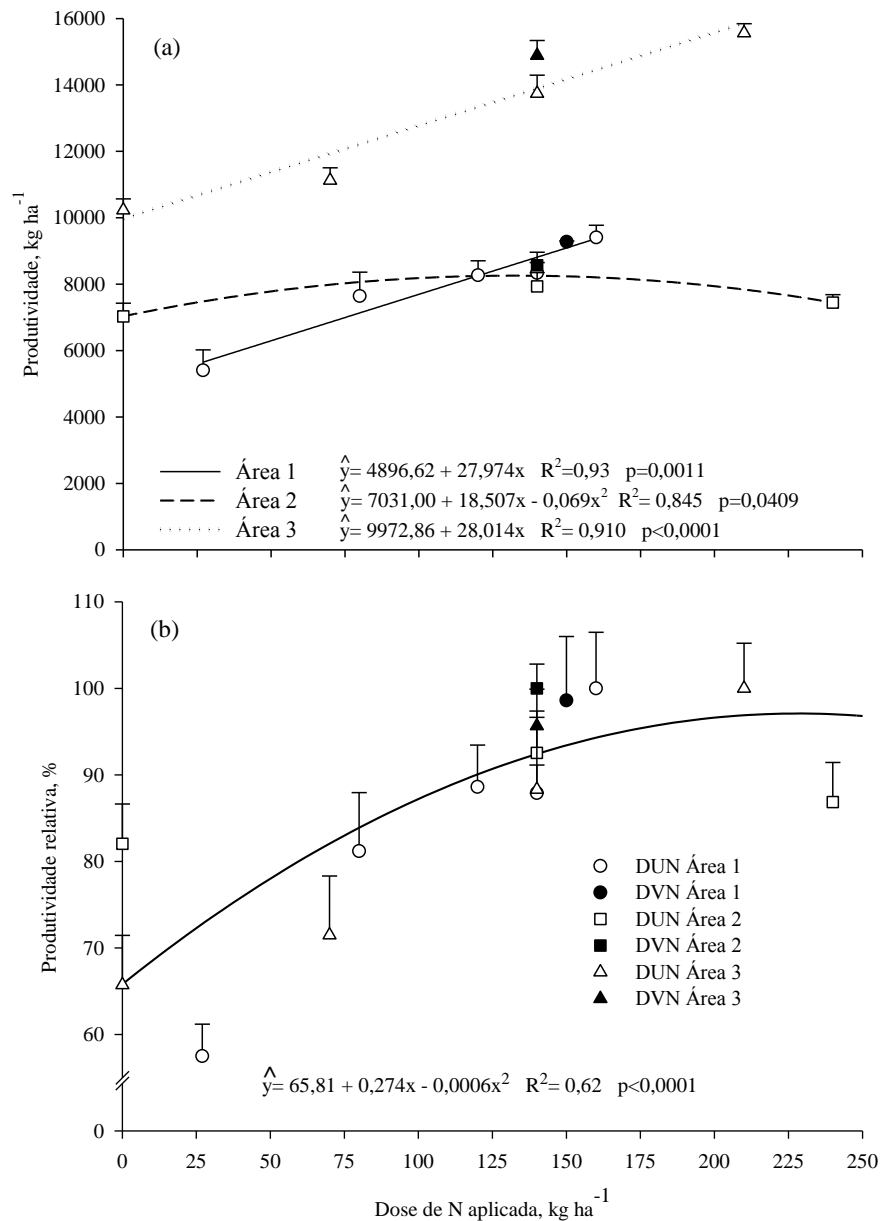 16000
(a)
14000
12000
10000
8000
6000
4000
2000
0
Produtividade, kg ha⁻¹
Área 1 ŷ= 4896,62 + 27,974x R²=0,93 p=0,0011
Área 2 ŷ= 7031,00 + 18,507x - 0,069x² R²= 0,845 p=0,0409
Área 3 ŷ= 9972,86 + 28,014x R²= 0,910 p<0,0001
110
(b)
100
90
80
70
60
0
Produtividade relativa, %
DUN Área 1
DVN Área 1
DUN Área 2
DVN Área 2
DUN Área 3
DVN Área 3
ŷ= 65,81 + 0,274x - 0,0006x² R²= 0,62 p<0,0001
0 25 50 75 100 125 150 175 200 225 250
Dose de N aplicada, kg ha⁻¹